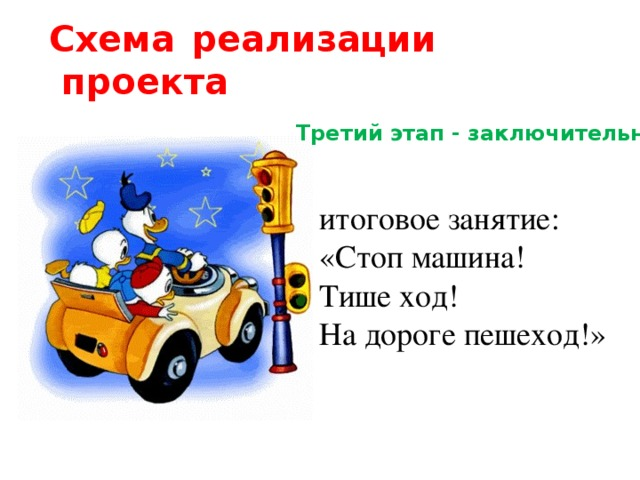 Схема реализации
проекта
Третий этап - заключительн
итоговое занятие:
«Стоп машина!
Тише ход!
На дороге пешеход!»